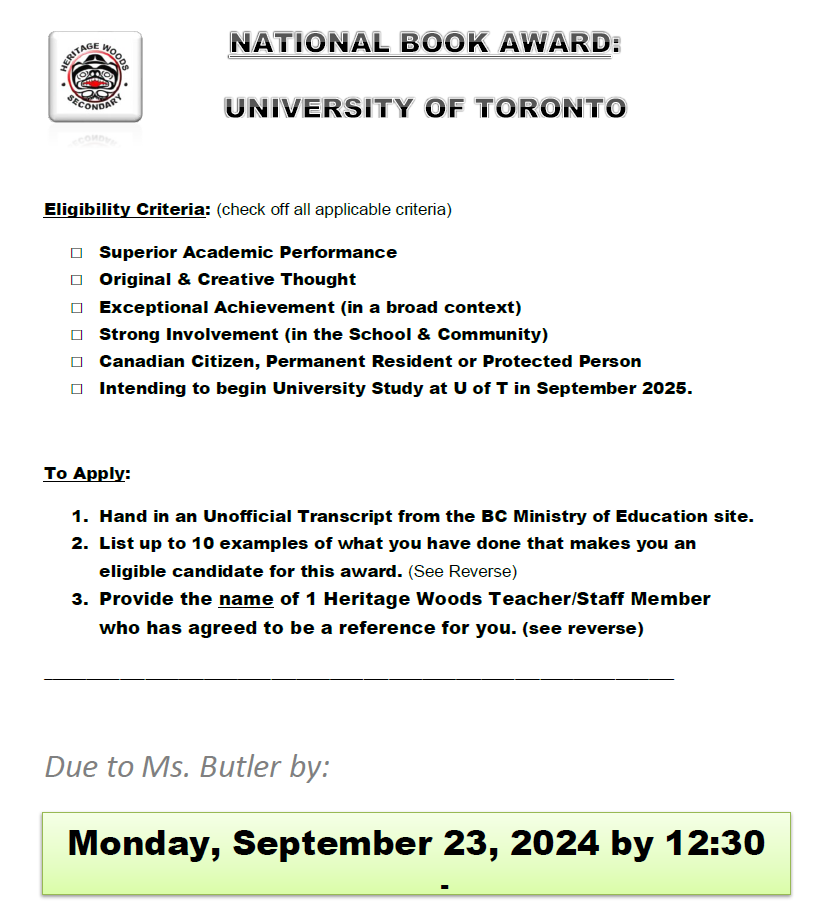 HERITAGE WOODS
SECONDARY
NATIONAL BOOK AWARD:
UNIVERSITY OF TORONTO
Eligibility Criteria: (check off all applicable criteria)
□ Superior Academic Performance
□ Original & Creative Thought
□ Exceptional Achievement (in a broad context)
□ Strong Involvement (in the School & Community)
□ Canadian Citizen, Permanent Resident or Protected Person
□ Intending to begin University Study at U of T in September 2025.
To Apply:
1. Hand in an Unofficial Transcript from the BC Ministry of Education site.
2. List up to 10 examples of what you have done that makes you an
eligible candidate for this award. (See Reverse)
3. Provide the name of 1 Heritage Woods Teacher/Staff Member
who has agreed to be a reference for you. (see reverse)
Due to Ms. Butler by:
Monday, September 23, 2024 by 12:30
-